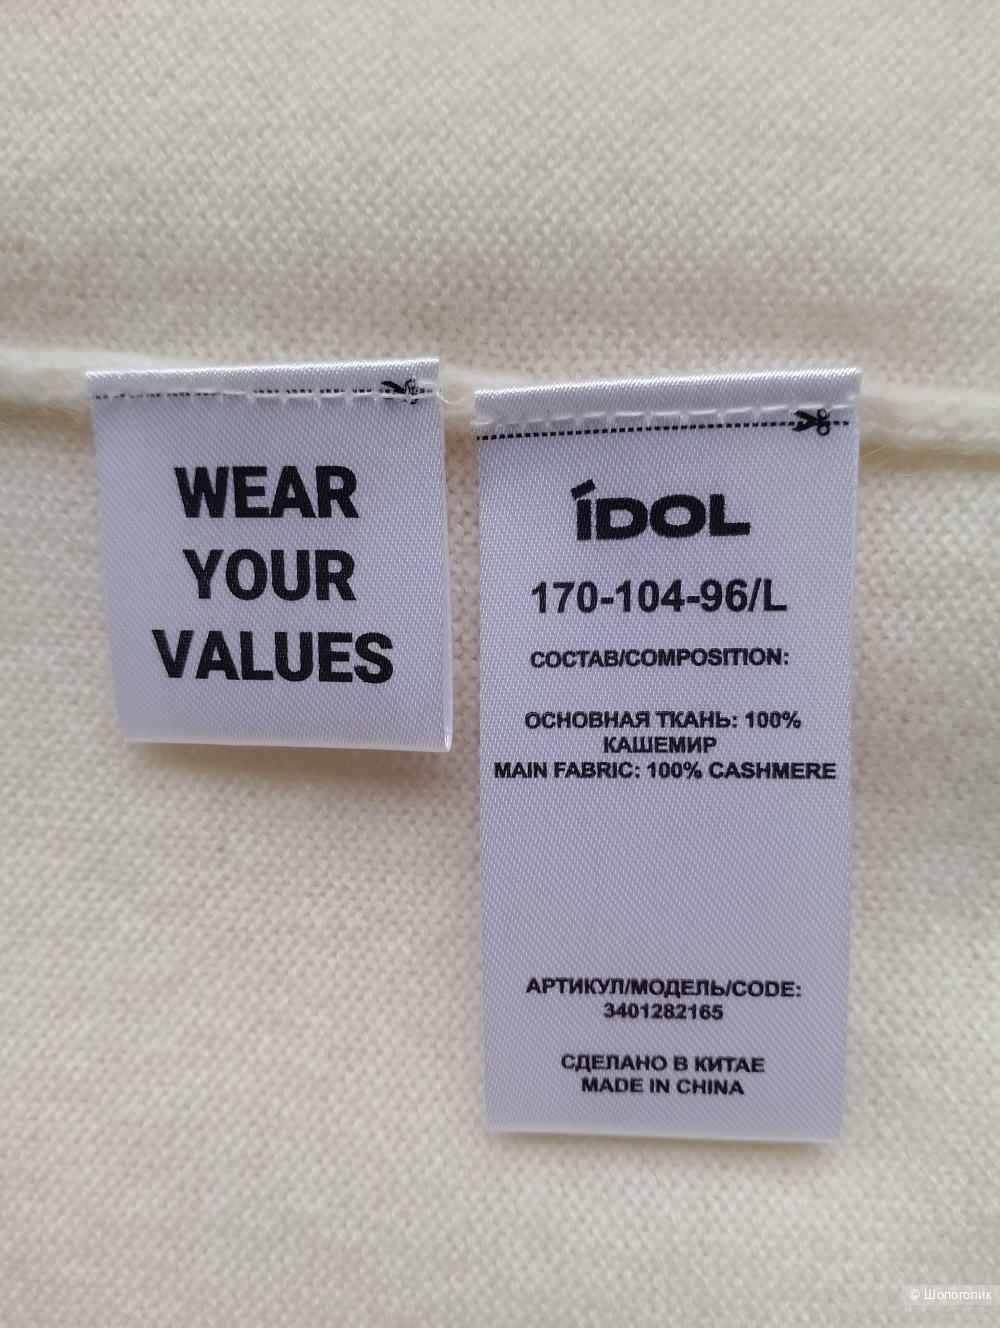 WEAR
YOUR
VALUES
IDOL
170-104-96/L
СОСТАВ/COMPOSITION:
ОСНОВНАЯ ТКАНЬ: 100%
КАШЕМИР
MAIN FABRIC: 100% CASHMERE
АРТИКУЛ/МОДЕЛЬ/CODE:
3401282165
СДЕЛАНО В КИТАЕ
MADE IN CHINA
© Шопоголик